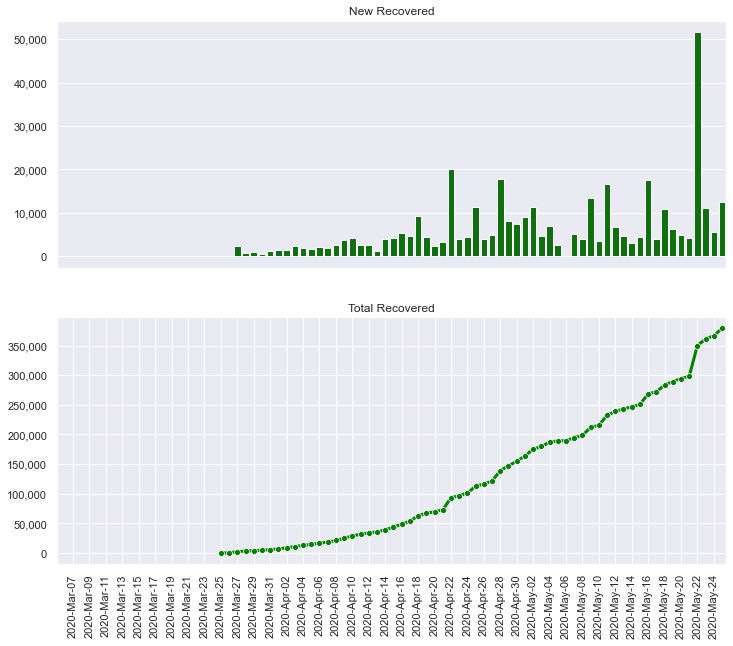 New Recovered
50,000
40,000
30,000
20,000
10,000
0
Total Recovered
350,000
300,000
250,000
200,000
150,000
100,000
50,000
0
2020-Mar-07
2020-Mar-09
2020-Mar-11
2020-Mar-13
2020-Mar-15
2020-Mar-17
2020-Mar-19
2020-Mar-21
2020-Mar-23
2020-Mar-25
2020-Mar-27
2020-Mar-29
2020-Mar-31
2020-Apr-02
2020-Apr-04
2020-Apr-06
2020-Apr-08
2020-Apr-10
2020-Apr-12
2020-Apr-14
2020-Apr-16
2020-Apr-18
2020-Apr-20
2020-Apr-22
2020-Apr-24
2020-Apr-26
2020-Apr-28
2020-Apr-30
2020-May-02
2020-May-04
2020-May-06
2020-May-08
2020-May-10
2020-May-12
2020-May-14
2020-May-16
2020-May-18
2020-May-20
2020-May-22
2020-May-24